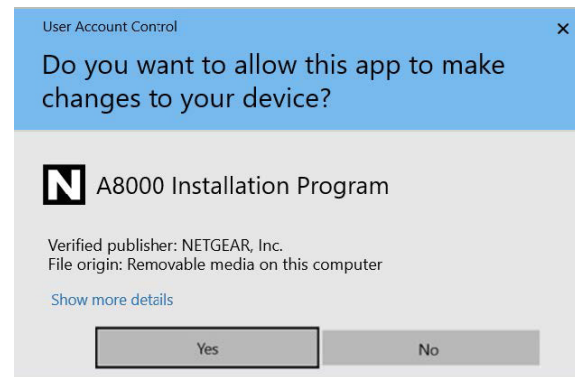 User Account Control
×
Do you want to allow this app to make
changes to your device?
N
A8000 Installation Program
Verified publisher: NETGEAR, Inc.
File origin: Removable media on this computer
Show more details
Yes
No